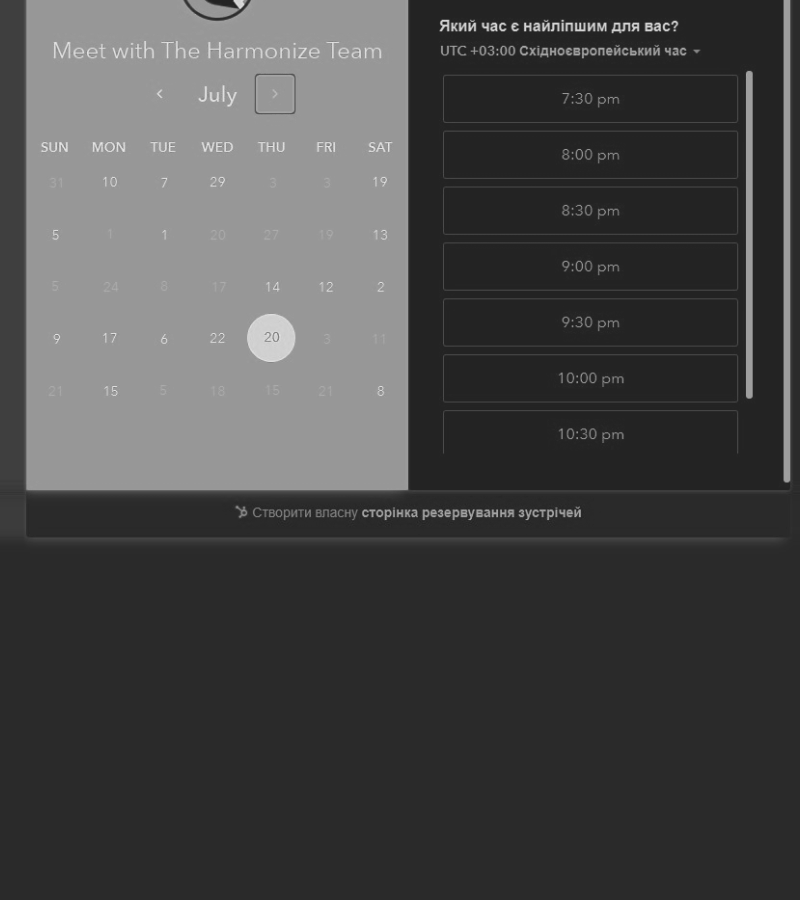 Meet with The Harmonize Team
July
SUN MON TUE WED THU FRI SAT
31 10 7 29 3 3 19
5 1 1 20 27 19 13
5 24 8 17 14 12 2
9 17 6 22 20 3 11
21 15 5 18 15 21 8
Який час є найліпшим для вас?
UTC +03:00 Східноєвропейський час
7:30 pm
8:00 pm
8:30 pm
9:00 pm
9:30 pm
10:00 pm
10:30 pm
Створити власну сторінка резервування зустрічей